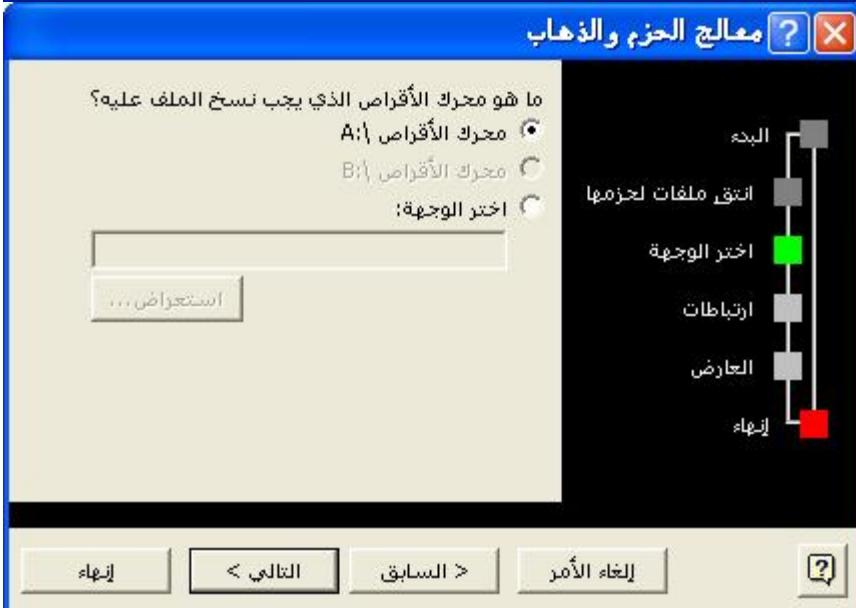 معالج الحزم والذهاب
ما هو محرك الأقراص الذي يجب نسخ الملف عليه؟
محرك الأقراص A:\
محرك الأقراص B:\
اختر الوجهة:
استعراض...
البدء
انتق ملفات لحزمها
اختر الوجهة
ارتباطات
العارض
إنهاء
إلغاء الأمر
< السابق
التالي >
إنهاء